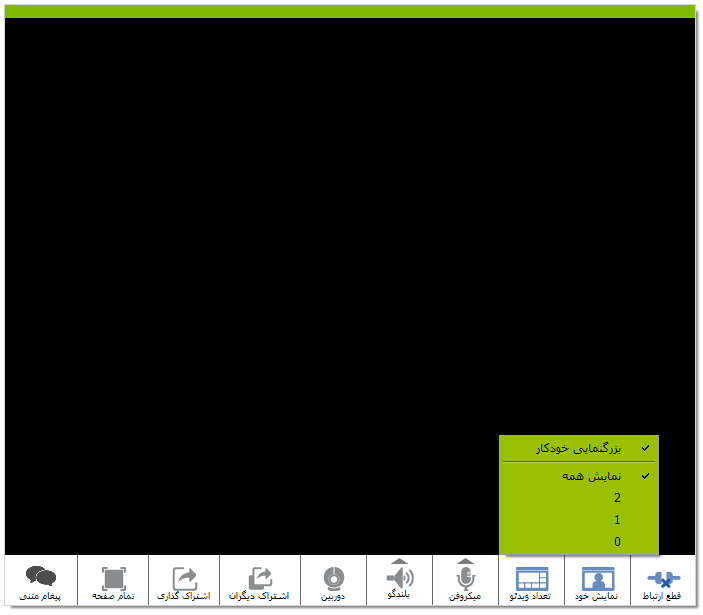 بزرگنمایی خودکار
نمایش همه
2
1
0
قطع ارتباط
نمایش خود
تعداد ویدئو
میکروفن
بلندگو
دوربین
اشتراک دیگران
اشتراک گذاری
تمام صفحه
پیغام متنی